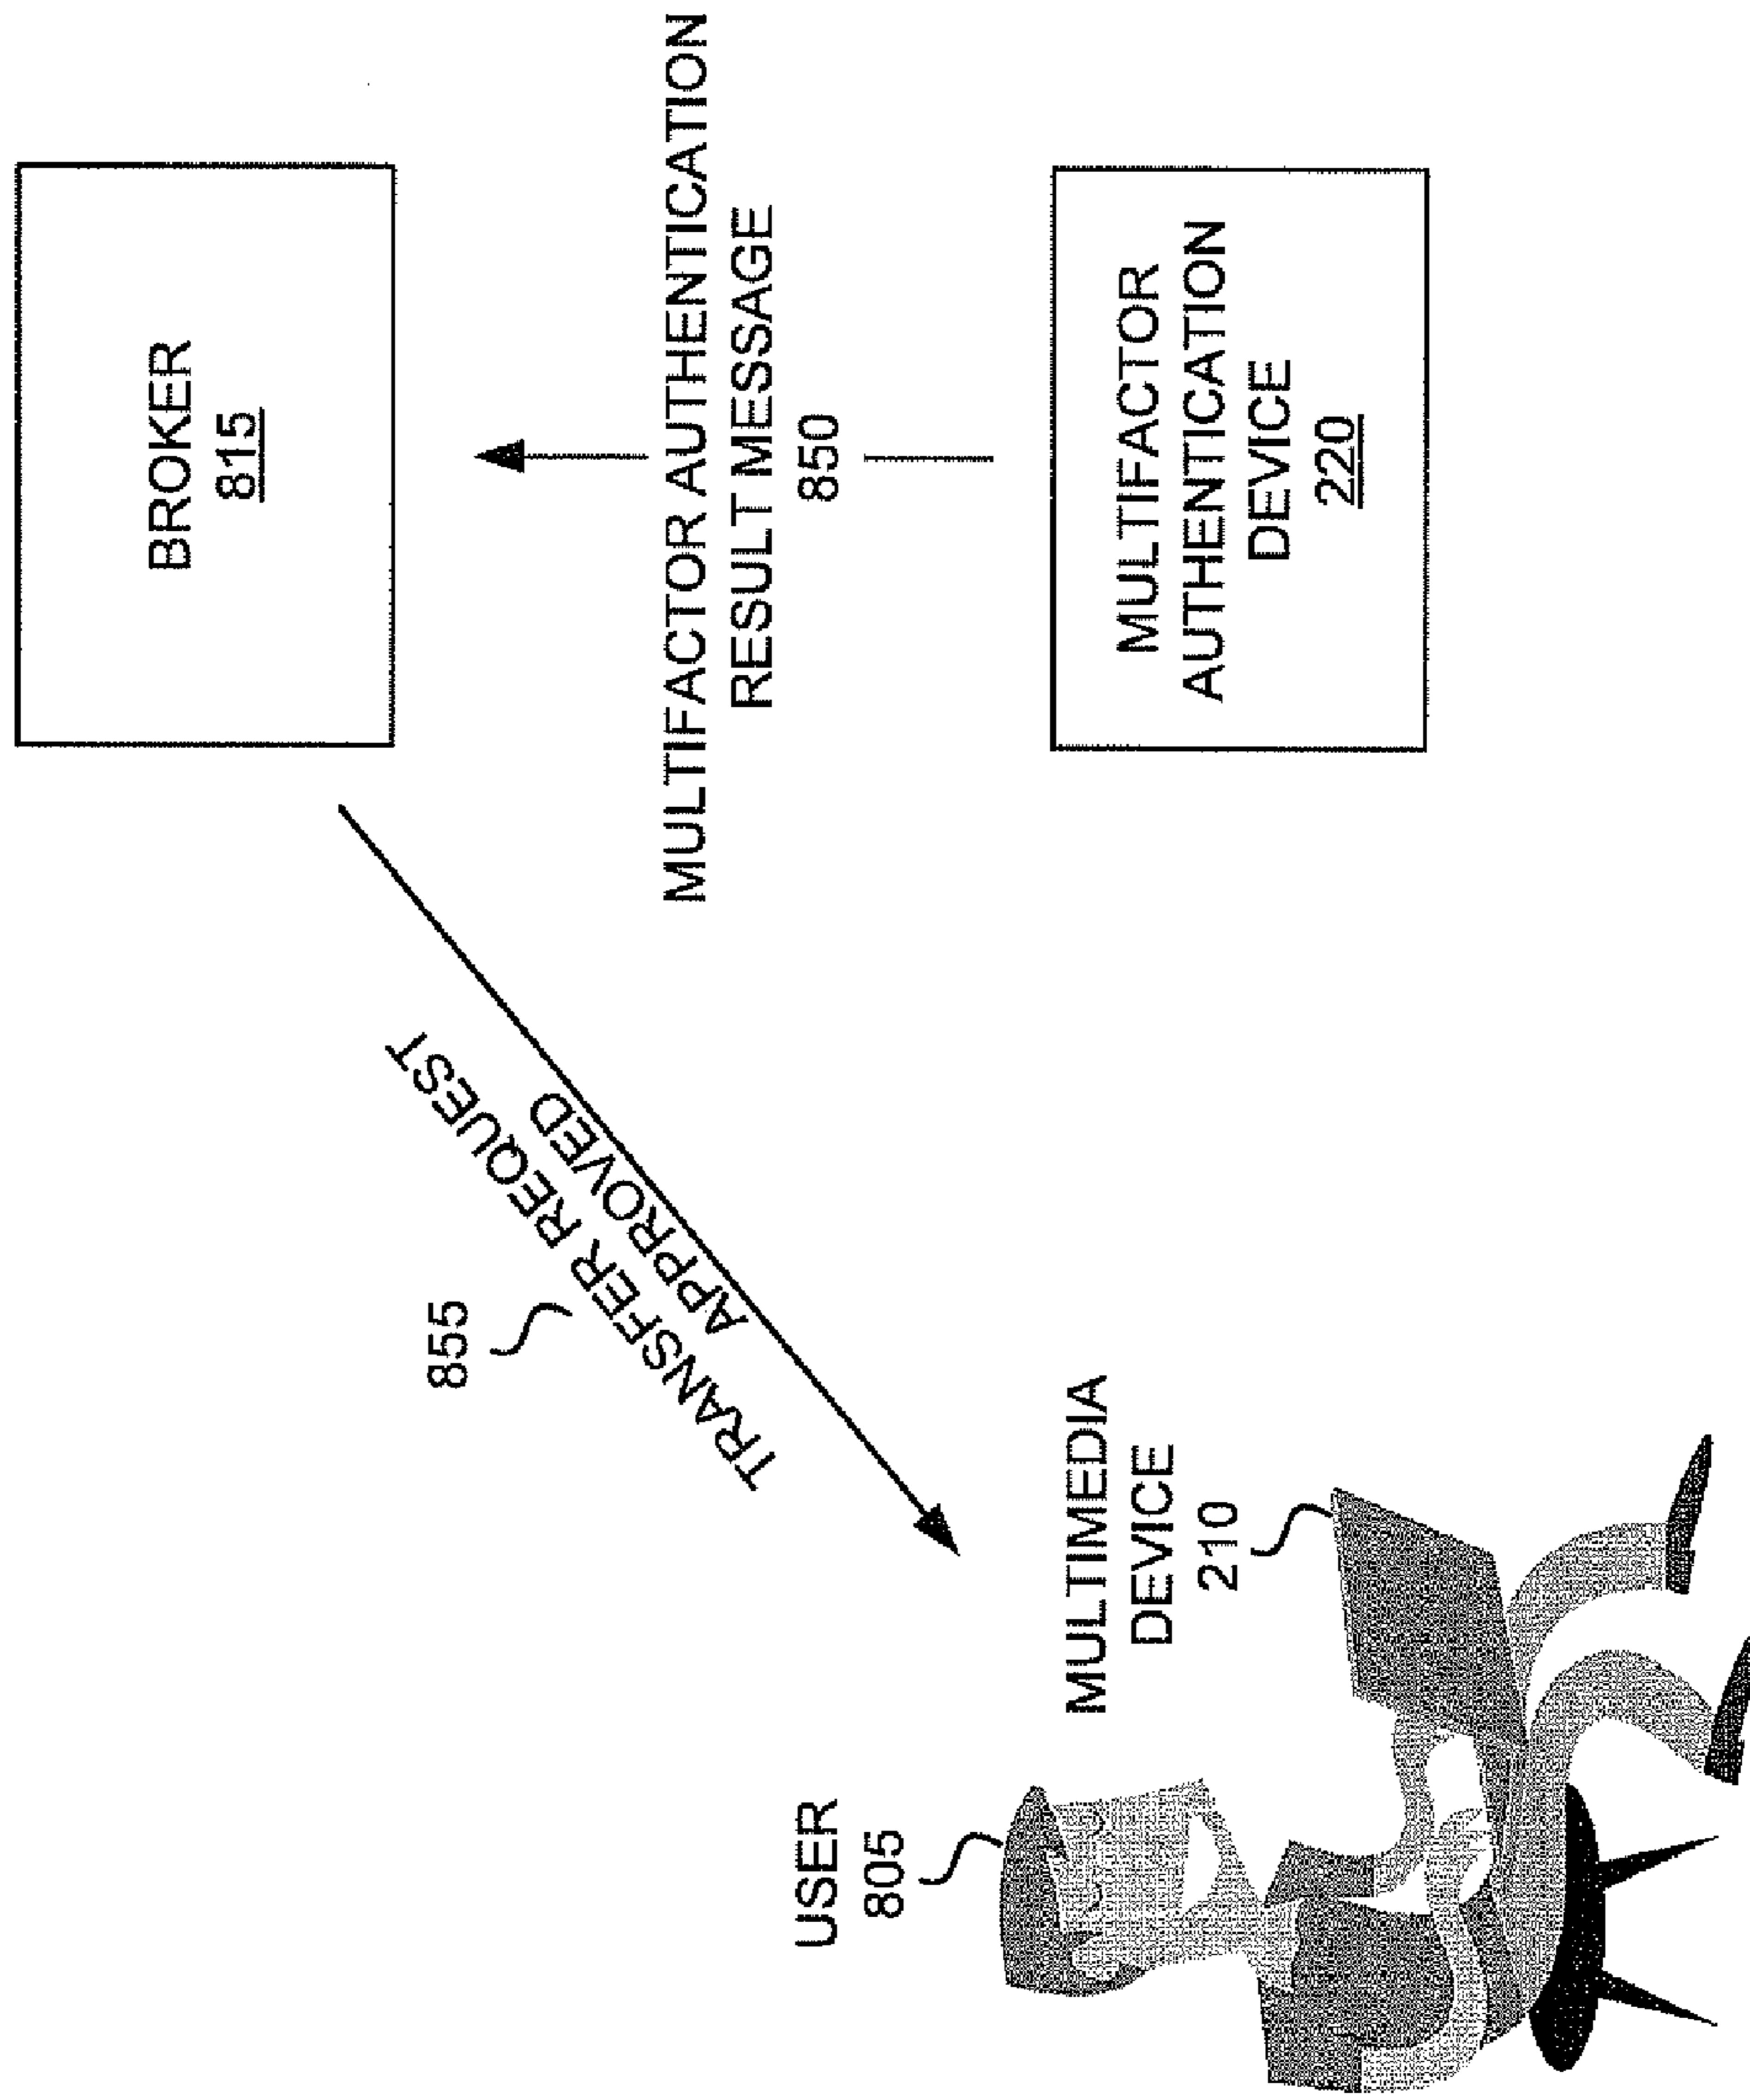 BROKER
815
MULTIFACTOR AUTHENTICATION
RESULT MESSAGE
850
MULTIFACTOR
AUTHENTICATION
DEVICE
220
855
TRANSFER REQUEST
APPROVED
USER
805
MULTIMEDIA
DEVICE
210